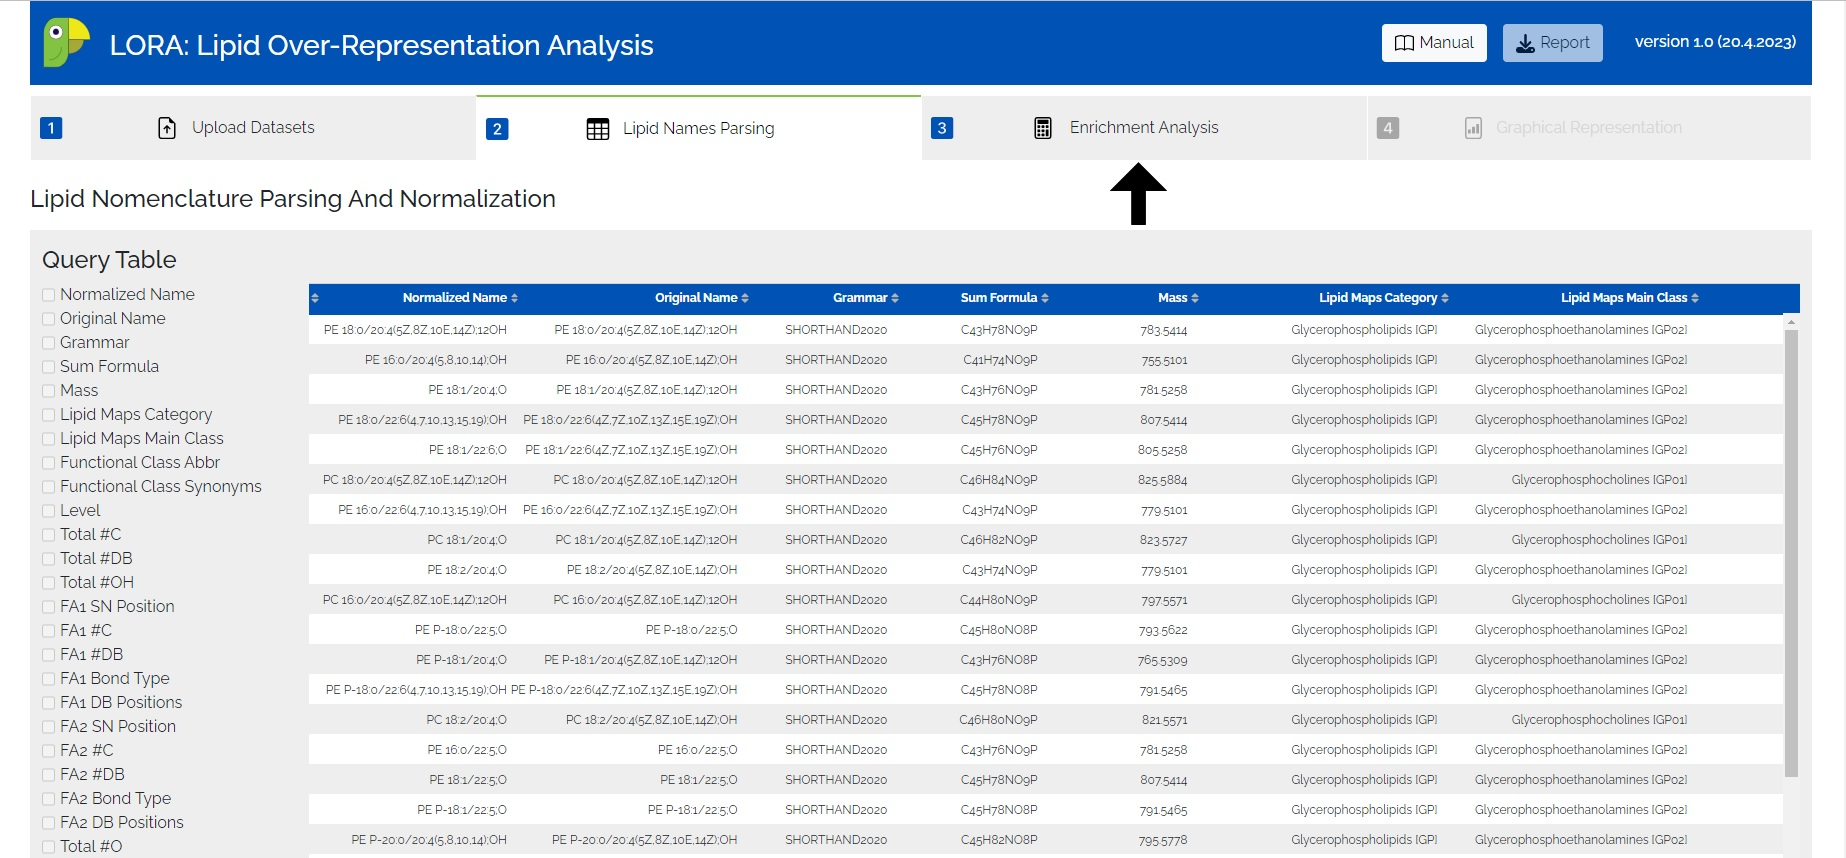 LORA: Lipid Over-Representation Analysis
Manual
Report
version 1.0 (20.4.2023)
1 Upload Datasets
2 Lipid Names Parsing
3 Enrichment Analysis
4 Graphical Representation
Lipid Nomenclature Parsing And Normalization
Query Table
Normalized Name
Original Name
Grammar
Sum Formula
Mass
Lipid Maps Category
Lipid Maps Main Class
Functional Class Abbr
Functional Class Synonyms
Level
Total #C
Total #DB
Total #OH
FA1 SN Position
FA1 #C
FA1 #DB
FA1 Bond Type
FA1 DB Positions
FA2 SN Position
FA2 #C
FA2 #DB
FA2 Bond Type
FA2 DB Positions
Total #O
Normalized Name Original Name Grammar Sum Formula Mass Lipid Maps Category Lipid Maps Main Class
PE 18:0/20:4(5Z,8Z,10E,14Z);12OH PE 18:0/20:4(5Z,8Z,10E,14Z);12OH SHORTHAND2020 C43H78NO9P 783.5414 Glycerophospholipids [GP] Glycerophosphoethanolamines [GP02]
PE 16:0/20:4(5,8,10,14);OH PE 16:0/20:4(5Z,8Z,10E,14Z);OH SHORTHAND2020 C41H74NO9P 755.5101 Glycerophospholipids [GP] Glycerophosphoethanolamines [GP02]
PE 18:1/20:4;O PE 18:1/20:4(5Z,8Z,10E,14Z);12OH SHORTHAND2020 C43H76NO9P 781.5258 Glycerophospholipids [GP] Glycerophosphoethanolamines [GP02]
PE 18:0/22:6(4,7,10,13,15,19);OH PE 18:0/22:6(4Z,7Z,10Z,13Z,15E,19Z);OH SHORTHAND2020 C45H78NO9P 807.5414 Glycerophospholipids [GP] Glycerophosphoethanolamines [GP02]
PE 18:1/22:6;O PE 18:1/22:6(4Z,7Z,10Z,13Z,15E,19Z);OH SHORTHAND2020 C45H76NO9P 805.5258 Glycerophospholipids [GP] Glycerophosphoethanolamines [GP02]
PC 18:0/20:4(5Z,8Z,10E,14Z);12OH PC 18:0/20:4(5Z,8Z,10E,14Z);12OH SHORTHAND2020 C46H84NO9P 825.5884 Glycerophospholipids [GP] Glycerophosphocholines [GP01]
PE 16:0/22:6(4,7,10,13,15,19);OH PE 16:0/22:6(4Z,7Z,10Z,13Z,15E,19Z);OH SHORTHAND2020 C43H74NO9P 779.5101 Glycerophospholipids [GP] Glycerophosphoethanolamines [GP02]
PC 18:1/20:4;O PC 18:1/20:4(5Z,8Z,10E,14Z);12OH SHORTHAND2020 C46H82NO9P 823.5727 Glycerophospholipids [GP] Glycerophosphocholines [GP01]
PE 18:2/20:4;O PE 18:2/20:4(5Z,8Z,10E,14Z);OH SHORTHAND2020 C43H74NO9P 779.5101 Glycerophospholipids [GP] Glycerophosphoethanolamines [GP02]
PC 16:0/20:4(5Z,8Z,10E,14Z);12OH PC 16:0/20:4(5Z,8Z,10E,14Z);12OH SHORTHAND2020 C44H80NO9P 797.5571 Glycerophospholipids [GP] Glycerophosphocholines [GP01]
PE P-18:0/22:5;O PE P-18:0/22:5;O SHORTHAND2020 C45H80NO8P 793.5622 Glycerophospholipids [GP] Glycerophosphoethanolamines [GP02]
PE P-18:1/20:4;O PE P-18:1/20:4(5Z,8Z,10E,14Z);12OH SHORTHAND2020 C43H76NO8P 765.5309 Glycerophospholipids [GP] Glycerophosphoethanolamines [GP02]
PE P-18:0/22:6(4,7,10,13,15,19);OH PE P-18:0/22:6(4Z,7Z,10Z,13Z,15E,19Z);OH SHORTHAND2020 C45H78NO8P 791.5465 Glycerophospholipids [GP] Glycerophosphoethanolamines [GP02]
PC 18:2/20:4;O PC 18:2/20:4(5Z,8Z,10E,14Z);OH SHORTHAND2020 C46H80NO9P 821.5571 Glycerophospholipids [GP] Glycerophosphocholines [GP01]
PE 16:0/22:5;O PE 16:0/22:5;O SHORTHAND2020 C43H76NO9P 781.5258 Glycerophospholipids [GP] Glycerophosphoethanolamines [GP02]
PE 18:1/22:5;O PE 18:1/22:5;O SHORTHAND2020 C45H78NO9P 807.5414 Glycerophospholipids [GP] Glycerophosphoethanolamines [GP02]
PE P-18:1/22:5;O PE P-18:1/22:5;O SHORTHAND2020 C45H78NO8P 791.5465 Glycerophospholipids [GP] Glycerophosphoethanolamines [GP02]
PE P-20:0/20:4(5,8,10,14);OH PE P-20:0/20:4(5Z,8Z,10E,14Z);OH SHORTHAND2020 C45H82NO8P 795.5778 Glycerophospholipids [GP] Glycerophosphoethanolamines [GP02]